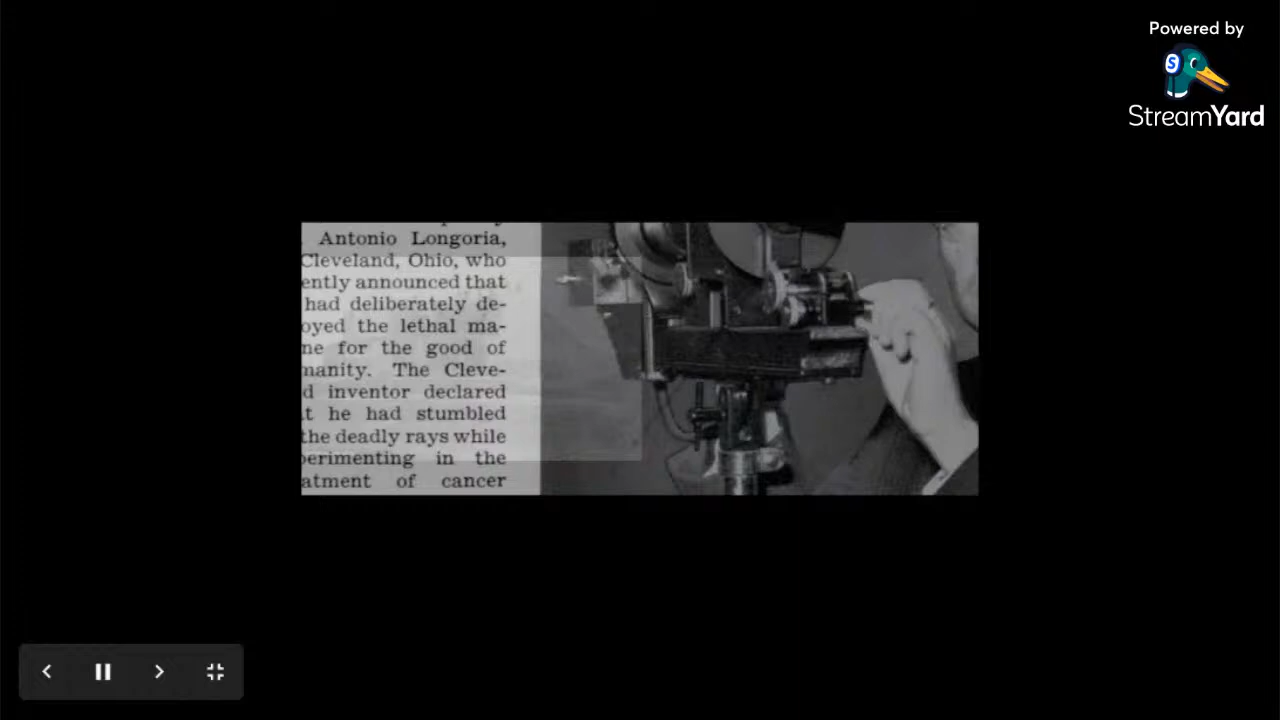 Powered by
StreamYard
Antonio Longoria,
Cleveland, Ohio, who
ently announced that
had deliberately de-
oyed the lethal ma-
ne for the good of
manity. The Cleve-
d inventor declared
t he had stumbled
the deadly rays while
perimenting in the
atment of cancer